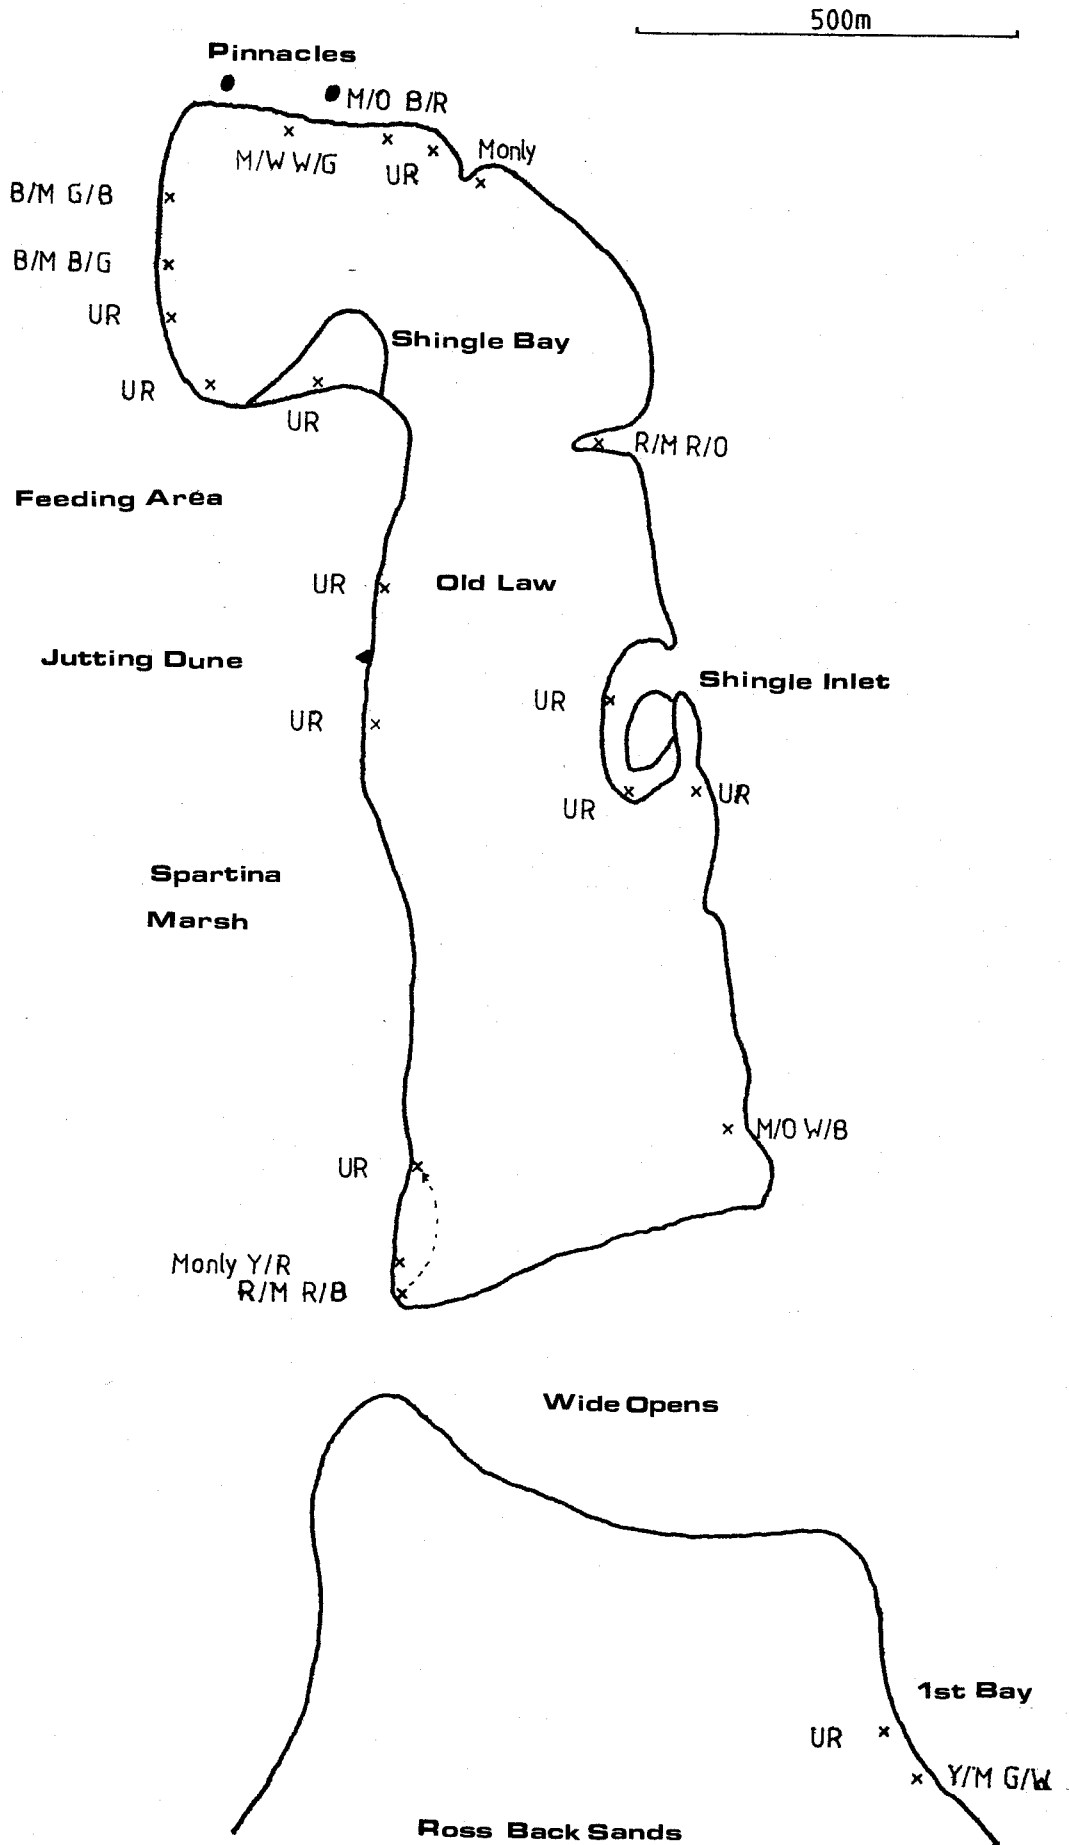 500m
Pinnacles
M/O B/R
Monly
M/W W/G
UR
B/M G/B
B/M B/G
UR
Shingle Bay
UR
UR
R/M R/O
Feeding Area
UR
Old Law
Jutting Dune
Shingle Inlet
UR
UR
UR
UR
Spartina
Marsh
M/O W/B
UR
Monly Y/R
R/M R/B
Wide Opens
1st Bay
UR
Y/M G/W
Ross Back Sands